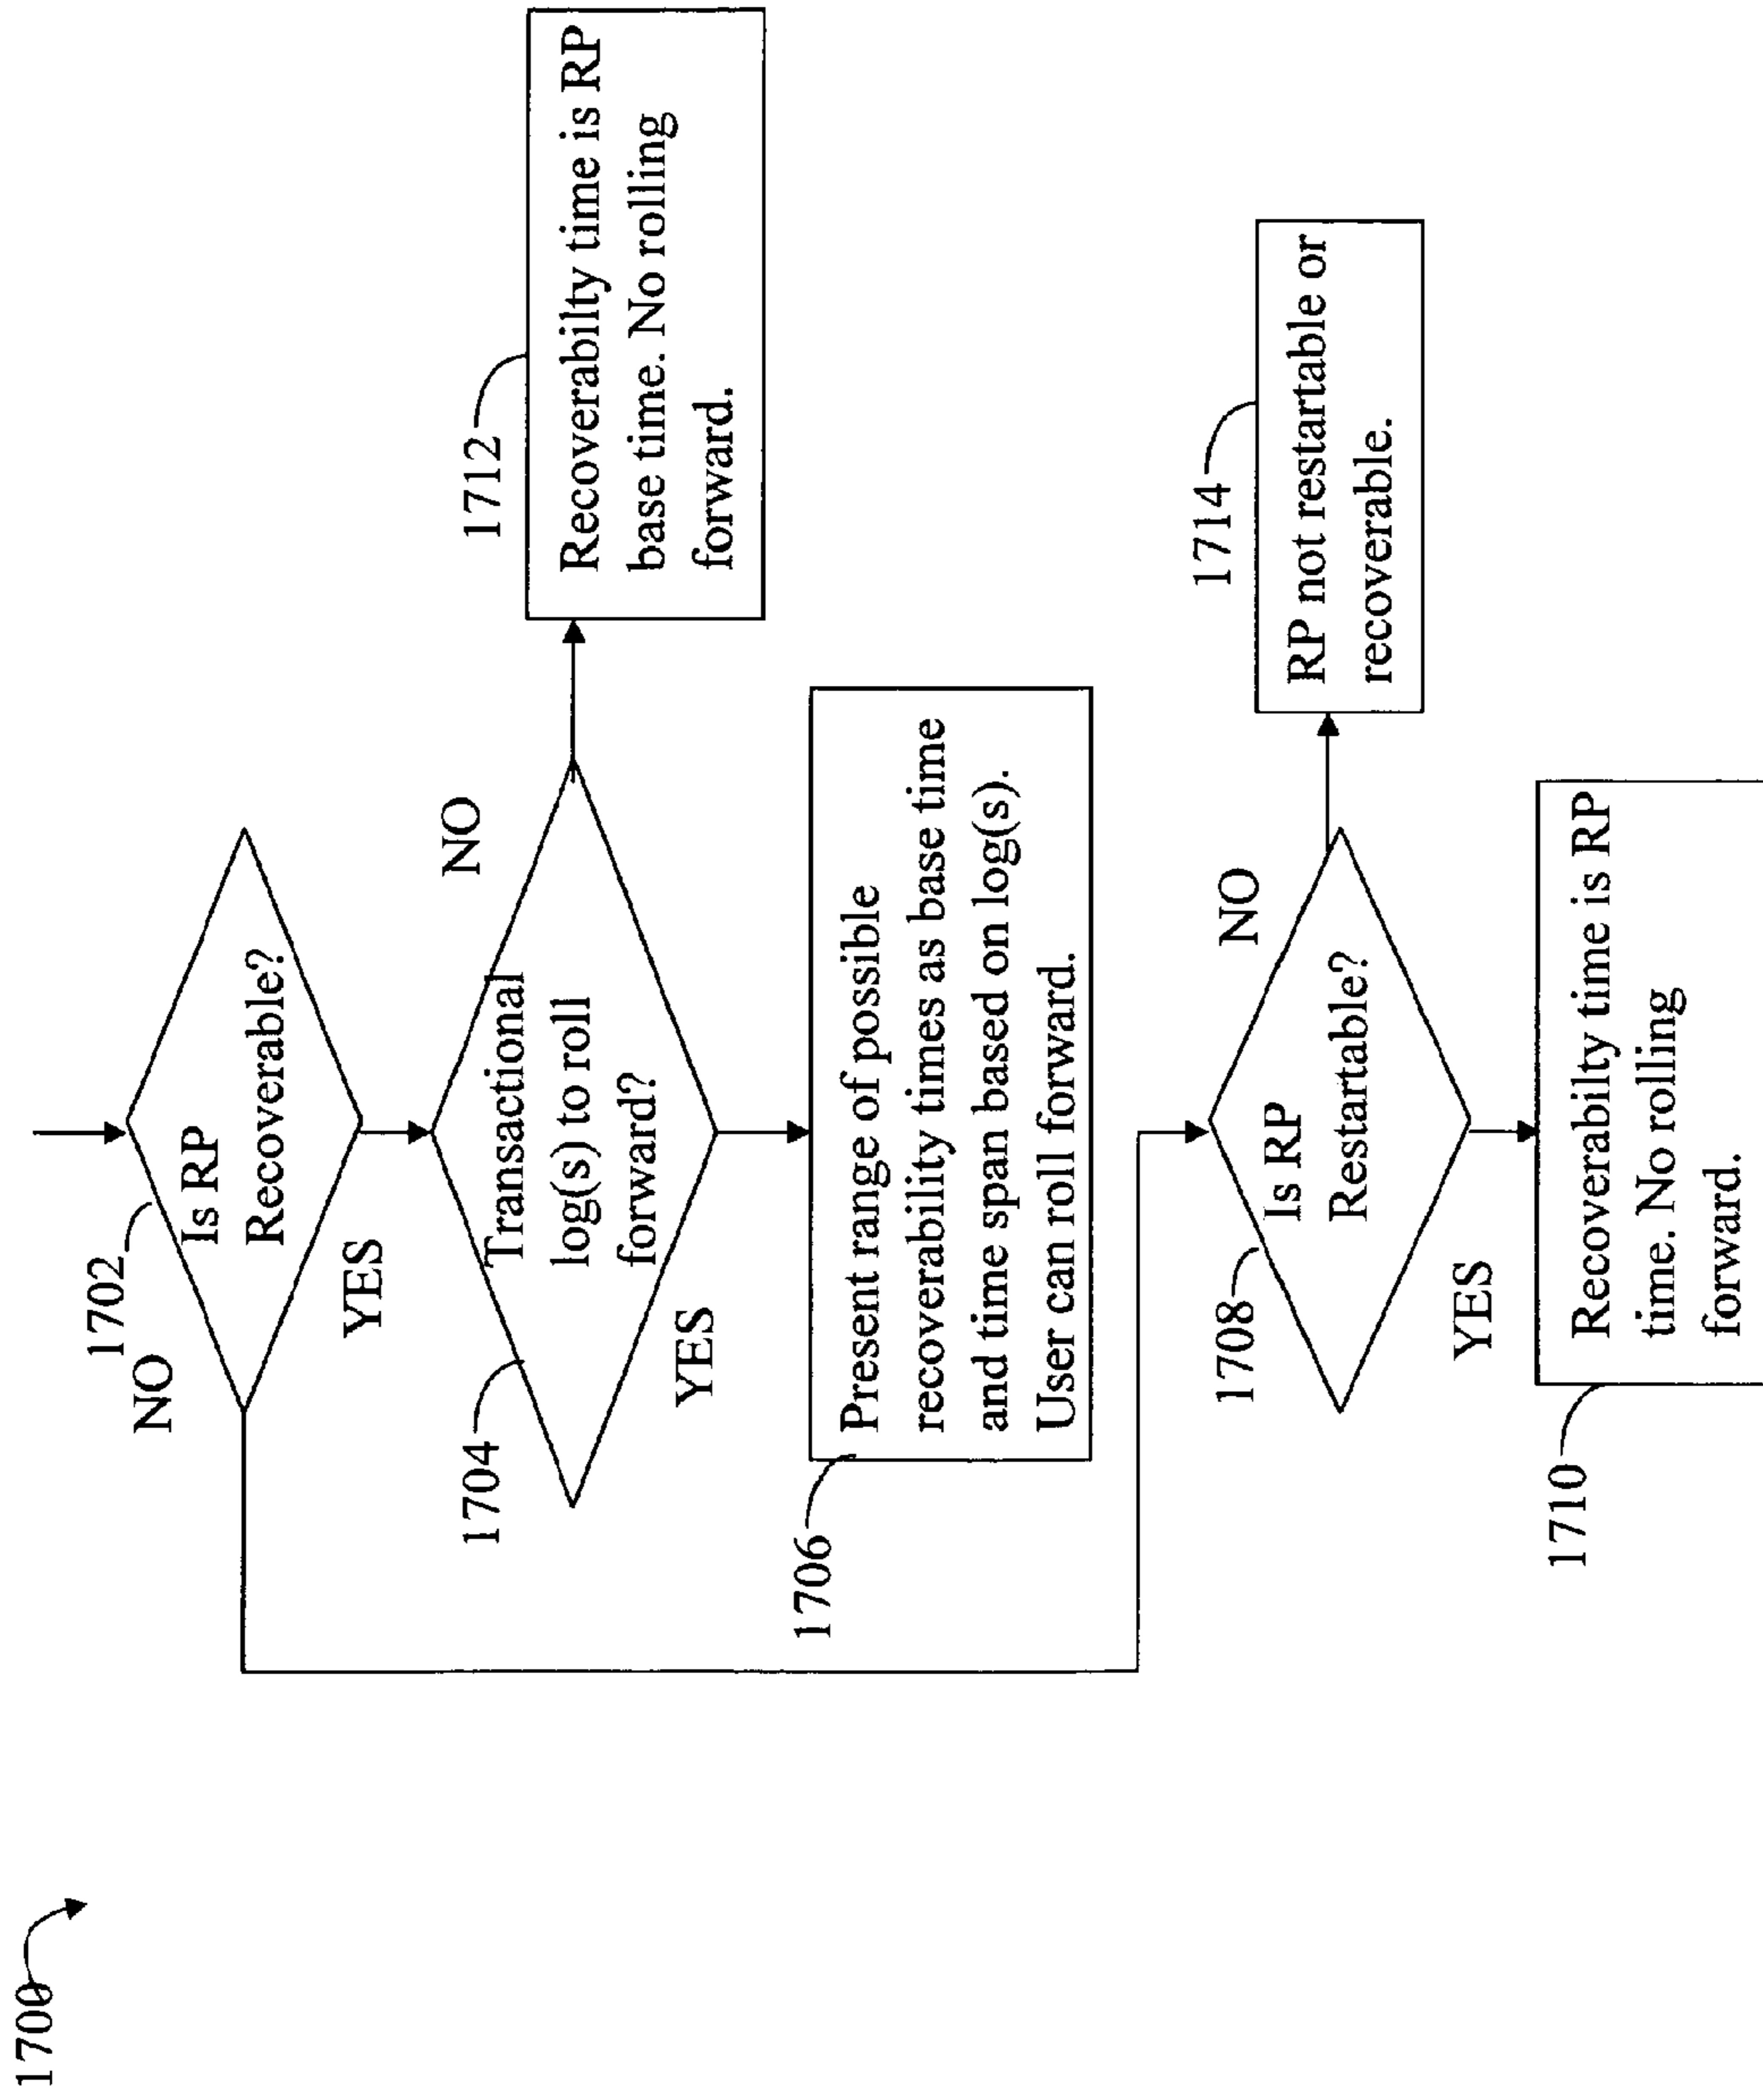 1700
1702
NO
Is RP
Recoverable?
YES
1704
Transactional
log(s) to roll
forward?
NO
YES
1712
Recoverabilty time is RP
base time. No rolling
forward.
1706
Present range of possible
recoverability times as base time
and time span based on log(s).
User can roll forward.
1708
Is RP
Restartable?
NO
YES
1714
RP not restartable or
recoverable.
1710
Recoverabilty time is RP
time. No rolling
forward.